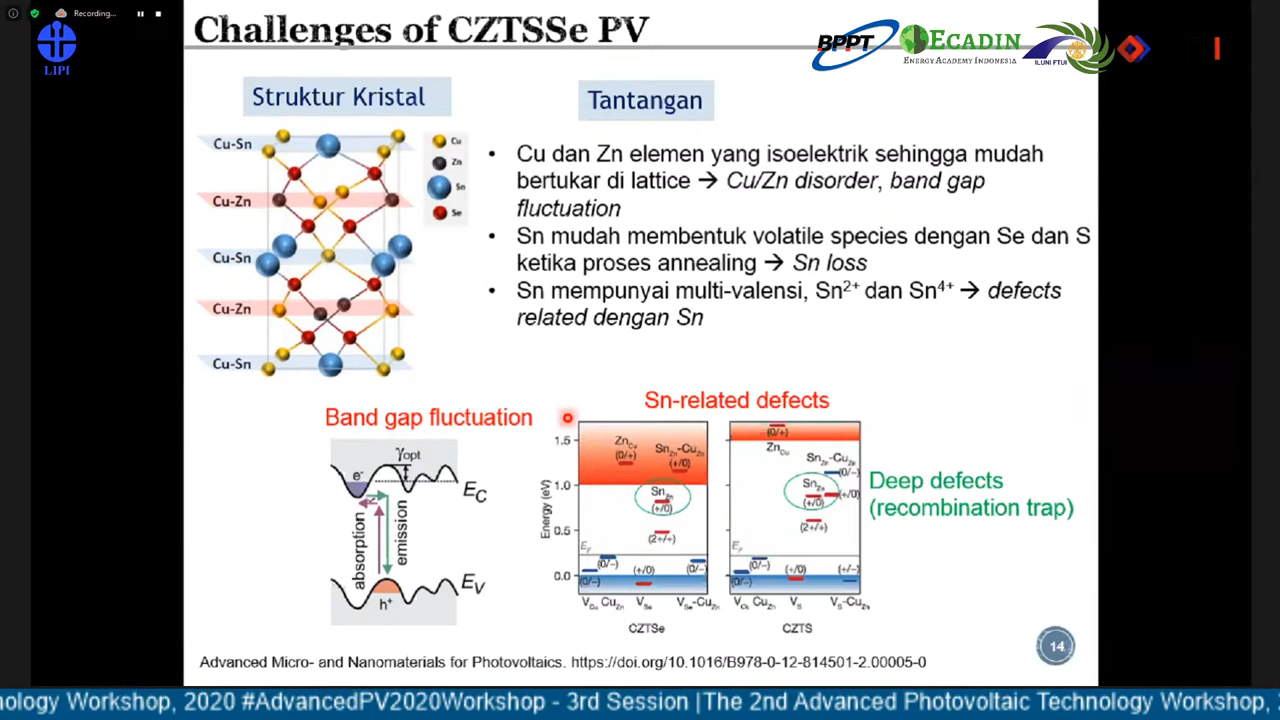 Recording...
Challenges of CZTSSe PV
LIPI
BPPT
ECADIN
ENERGY ACADEMY INDONESIA
ILUNI FTUI
Struktur Kristal
Tantangan
Cu-Sn
Cu-Zn
Cu-Sn
Cu-Zn
Cu-Sn
Cu
Zn
Sn
Se
• Cu dan Zn elemen yang isoelektrik sehingga mudah
bertukar di lattice → Cu/Zn disorder, band gap
fluctuation
• Sn mudah membentuk volatile species dengan Se dan S
ketika proses annealing → Sn loss
• Sn mempunyai multi-valensi, Sn²⁺ dan Sn⁴⁺ → defects
related dengan Sn
Band gap fluctuation
γopt
e⁻
E_C
absorption
emission
E_V
h⁺
Sn-related defects
Energy (eV)
1.5
1.0
0.5
0.0
Zn_Cu
(0/+)
Sn_Zn-Cu_Zn
(+/0)
Sn_Zn
(+/0)
(2+/+)
E_F
(0/−)
(0/−)
(+/0)
(0/−)
V_Cu Cu_Zn V_Se V_Se-Cu_Zn
CZTSe
(0/+)
Zn_Cu
Sn_Zn-Cu_Zn
(0/−)
Sn_Zn
(+/0)
(+/0)
(2+/+)
E_F
(0/−)
(0/−)
(+/0)
(+/−)
V_Cu Cu_Zn V_S V_S-Cu_Zn
CZTS
Deep defects
(recombination trap)
14
Advanced Micro- and Nanomaterials for Photovoltaics. https://doi.org/10.1016/B978-0-12-814501-2.00005-0
nology Workshop, 2020 #AdvancedPV2020Workshop - 3rd Session |The 2nd Advanced Photovoltaic Technology Workshop, 2